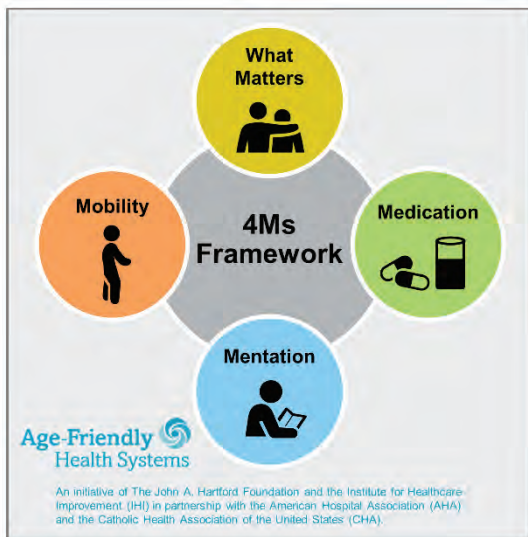 What
Matters
Mobility
4Ms
Framework
Medication
Mentation
Age-Friendly
Health Systems
An initiative of The John A. Hartford Foundation and the Institute for Healthcare
Improvement (IHI) in partnership with the American Hospital Association (AHA)
and the Catholic Health Association of the United States (CHA).